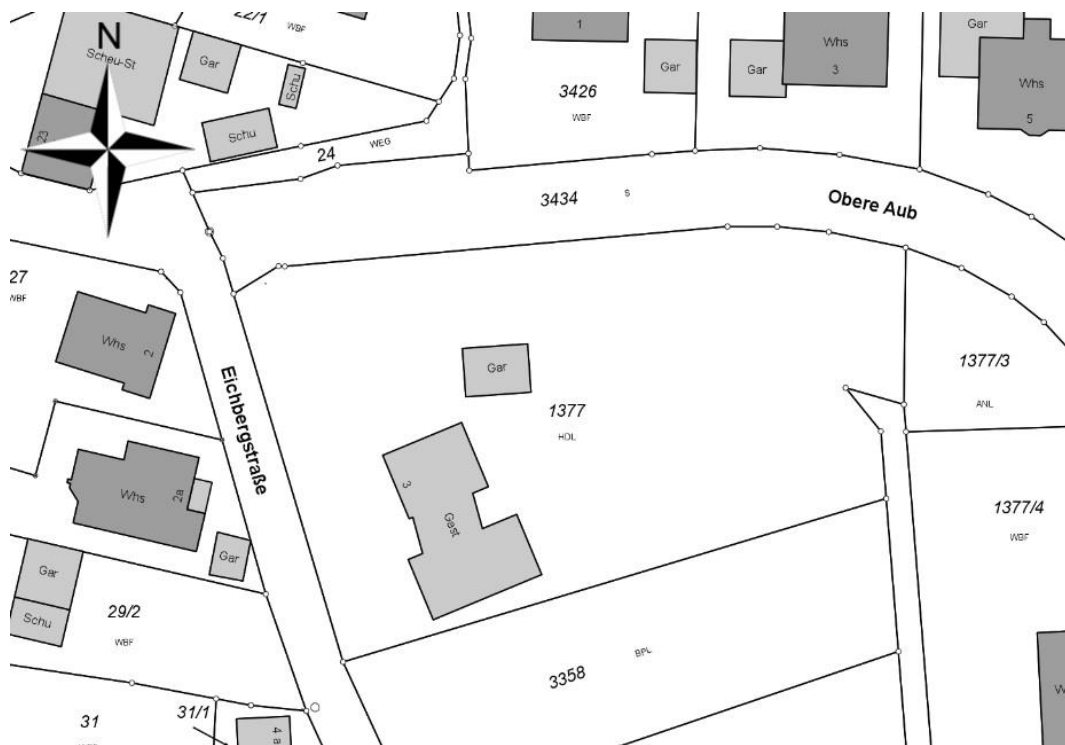 22/1
WBF
N
Scheu-St
Gar
Schu
23
Schu
24
WEG
1
Gar
3426
WBF
Gar
Whs
3
Gar
Whs
5
3434
S
Obere Aub
27
WBF
Whs
2
Eichbergstraße
Gar
1377
HDL
1377/3
ANL
Whs
2a
3
Gast
1377/4
WBF
Gar
Gar
Schu
29/2
WBF
3358
BPL
31
31/1
4 a